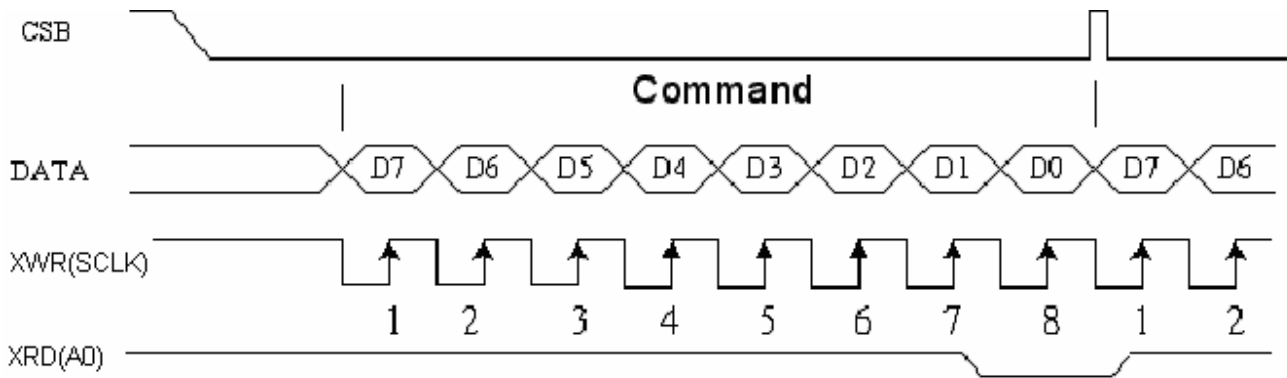 CSB
Command
DATA D7 D6 D5 D4 D3 D2 D1 D0 D7 D6
XWR(SCLK)
1 2 3 4 5 6 7 8 1 2
XRD(A0)